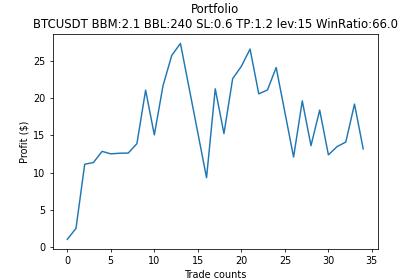 Portfolio
BTCUSDT BBM:2.1 BBL:240 SL:0.6 TP:1.2 lev:15 WinRatio:66.0
Profit ($)
25
20
15
10
5
0
0 5 10 15 20 25 30 35
Trade counts